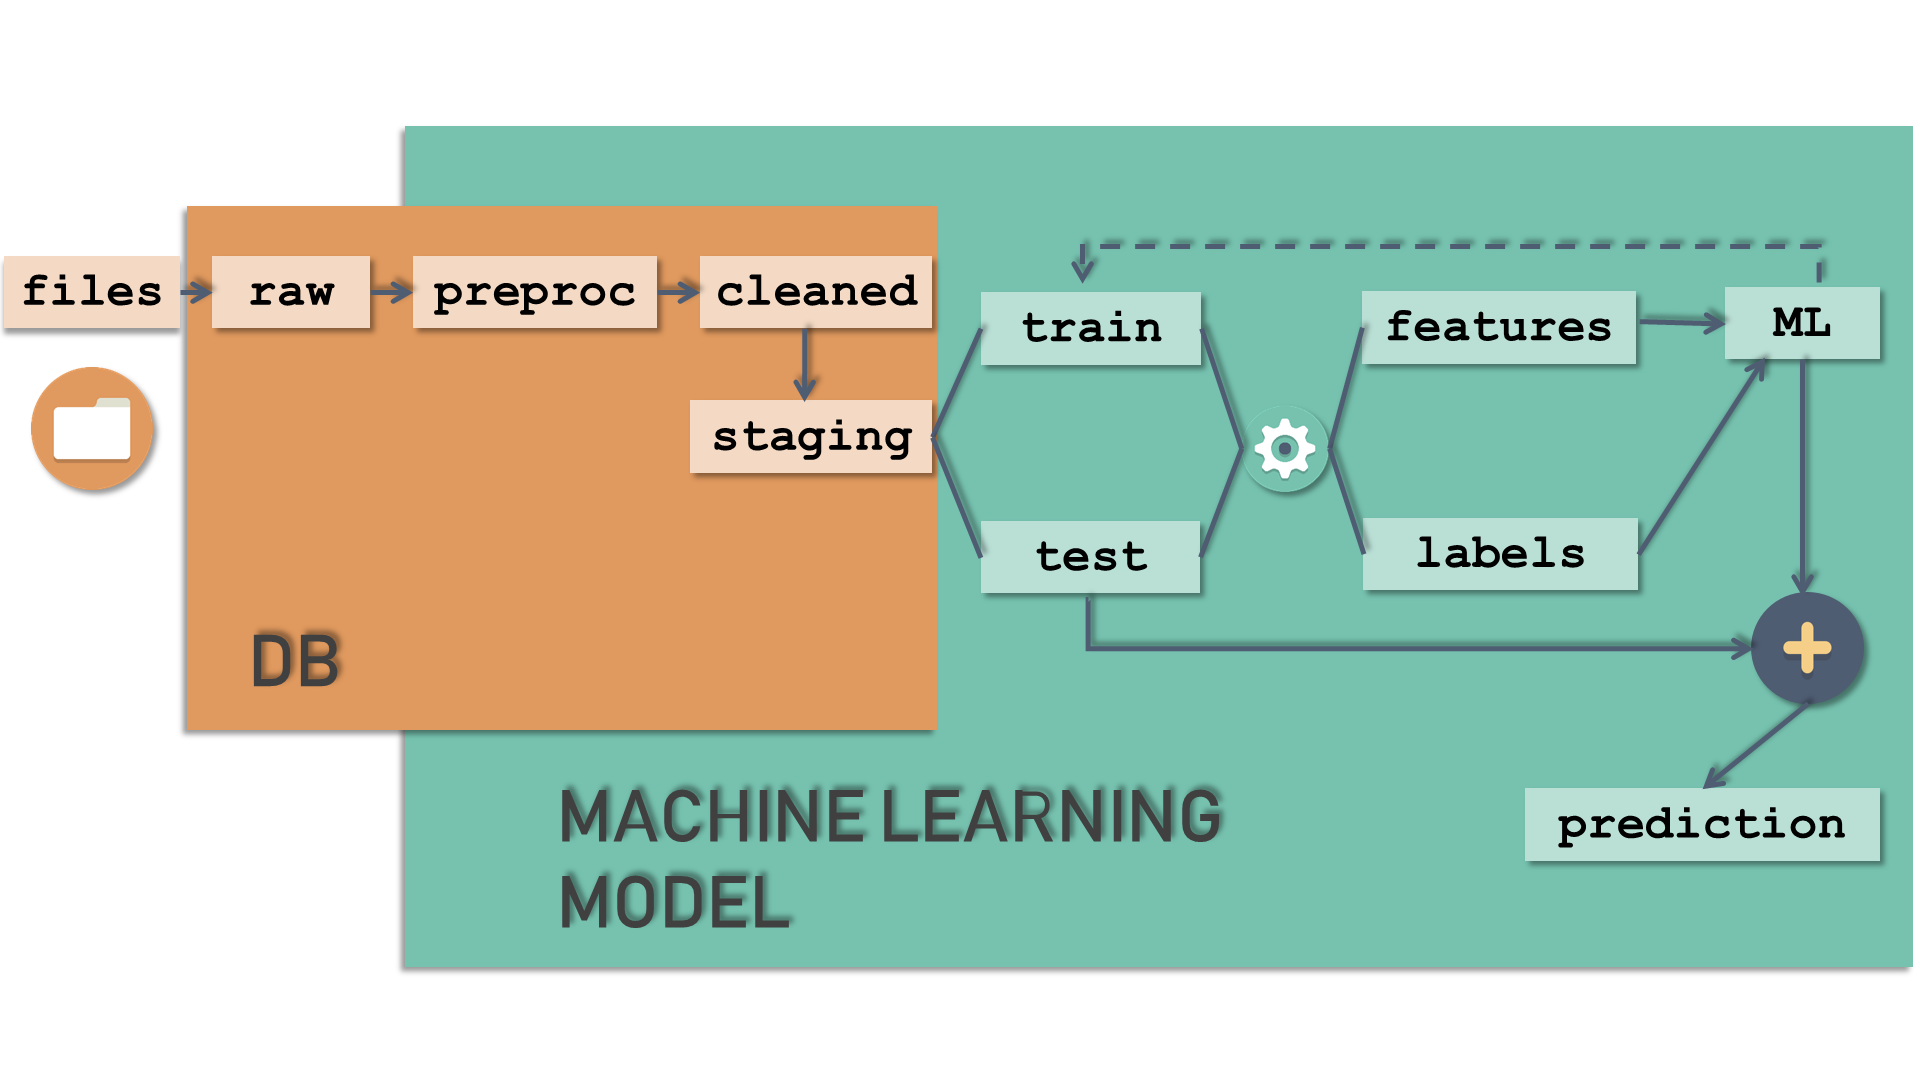 files
raw
preproc
cleaned
train
features
ML
staging
test
labels
DB
MACHINE LEARNING
MODEL
prediction